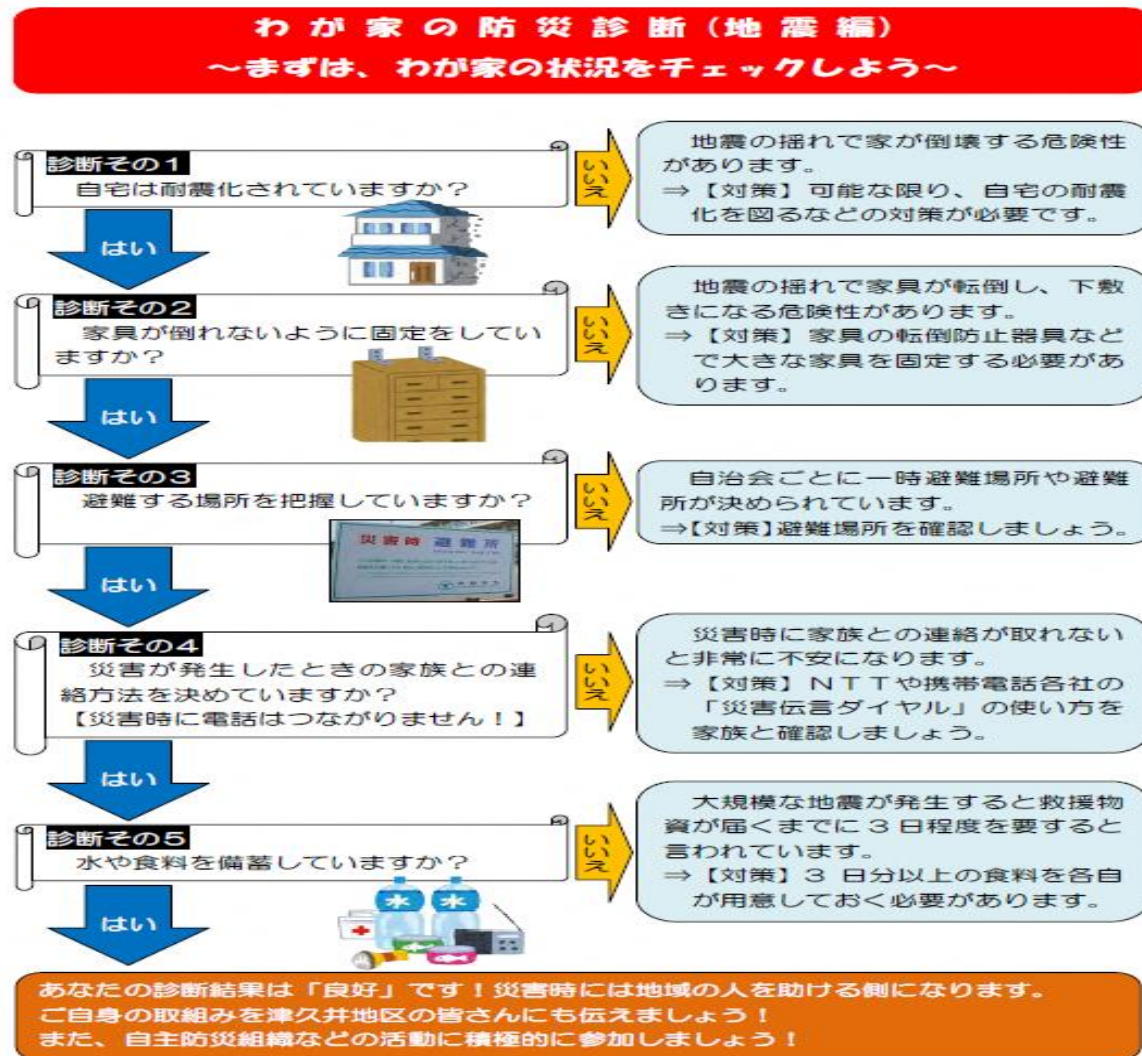 わが家の防災診断(地震編)
～まずは、わが家の状況をチェックしよう～
診断その１
自宅は耐震化されていますか？
いいえ
地震の揺れで家が倒壊する危険性
があります。
⇒【対策】可能な限り、自宅の耐震
化を図るなどの対策が必要です。
はい
診断その２
家具が倒れないように固定をしてい
ますか？
いいえ
地震の揺れで家具が転倒し、下敷
きになる危険性があります。
⇒【対策】家具の転倒防止器具など
で大きな家具を固定する必要があ
ります。
はい
診断その３
避難する場所を把握していますか？
いいえ
自治会ごとに一時避難場所や避難
所が決められています。
⇒【対策】避難場所を確認しましょう。
災害時 避難所
はい
診断その４
災害が発生したときの家族との連
絡方法を決めていますか？
【災害時に電話はつながりません！】
いいえ
災害時に家族との連絡が取れない
と非常に不安になります。
⇒【対策】ＮＴＴや携帯電話各社の
「災害伝言ダイヤル」の使い方を
家族と確認しましょう。
はい
診断その５
水や食料を備蓄していますか？
いいえ
大規模な地震が発生すると救援物
資が届くまでに３日程度を要すると
言われています。
⇒【対策】３ 日分以上の食料を各自
が用意しておく必要があります。
水 水
はい
あなたの診断結果は「良好」です！災害時には地域の人を助ける側になります。
ご自身の取組みを津久井地区の皆さんにも伝えましょう！
また、自主防災組織などの活動に積極的に参加しましょう！